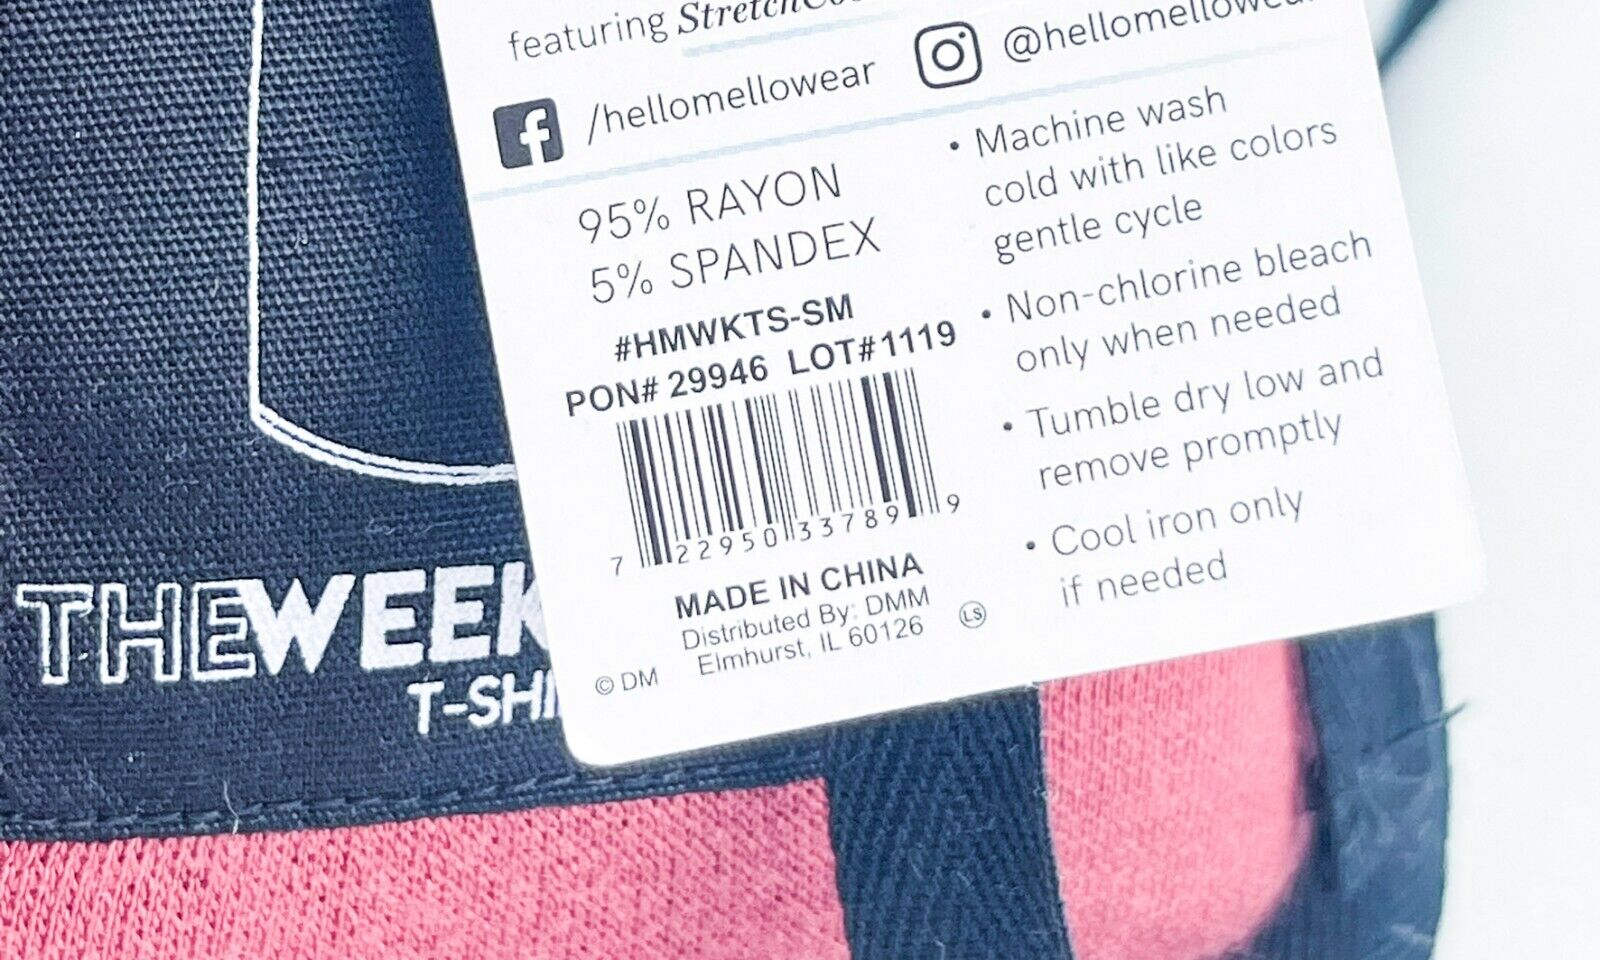 featuring
/hellomellowear
@hellomellowear
95% RAYON
5% SPANDEX
#HMWKTS-SM
PON# 29946 LOT#1119
7 22950 33789 9
MADE IN CHINA
Distributed By: DMM
Elmhurst, IL 60126
© DM
LS
• Machine wash
cold with like colors
gentle cycle
• Non-chlorine bleach
only when needed
• Tumble dry low and
remove promptly
• Cool iron only
if needed
THEWEEK
T-SHI